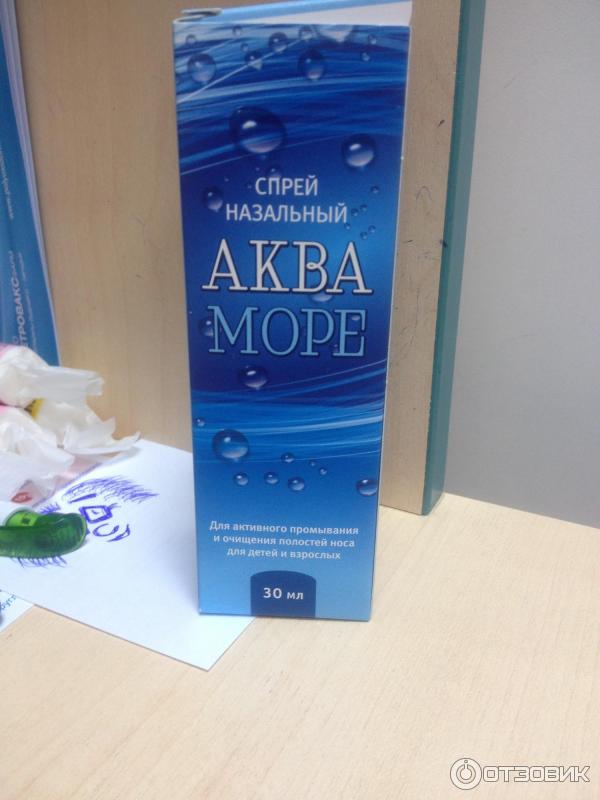 СПРЕЙ
НАЗАЛЬНЫЙ
АКВА
МОРЕ
Для активного промывания
и очищения полостей носа
для детей и взрослых
30 мл
ОТЗОВИК